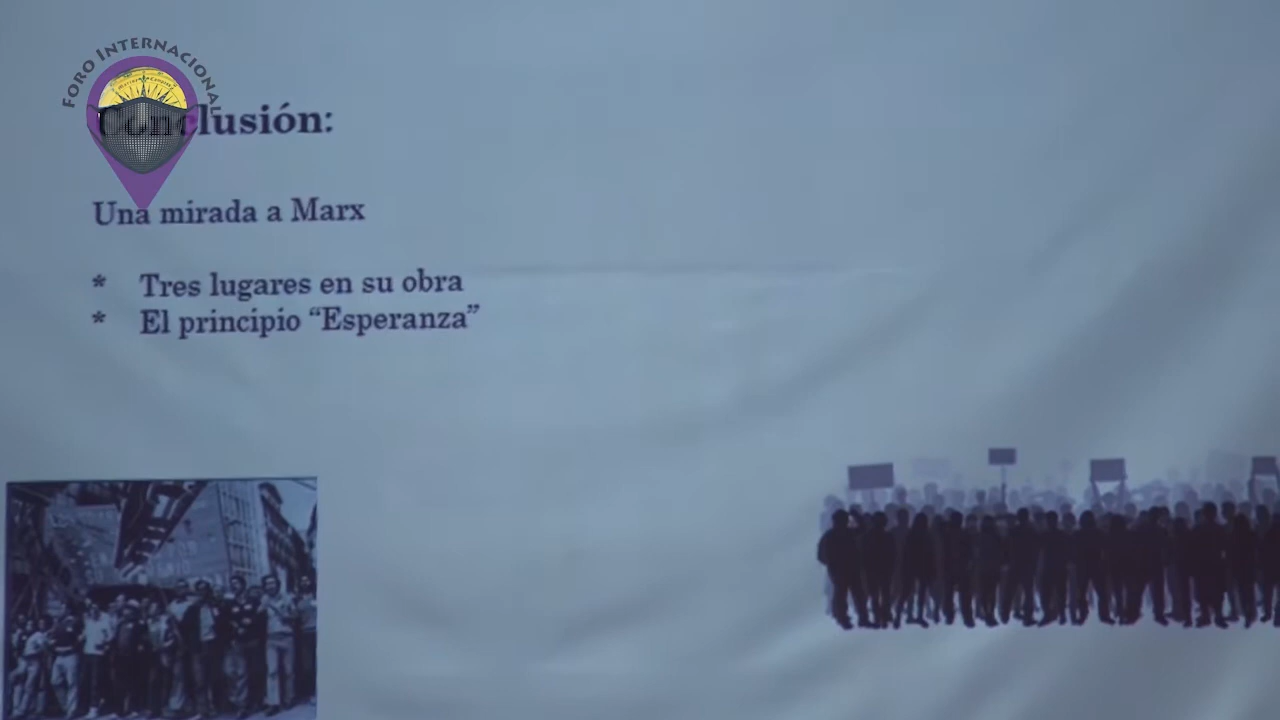 FORO INTERNACIONAL
Conclusión:
Una mirada a Marx
* Tres lugares en su obra
* El principio “Esperanza”